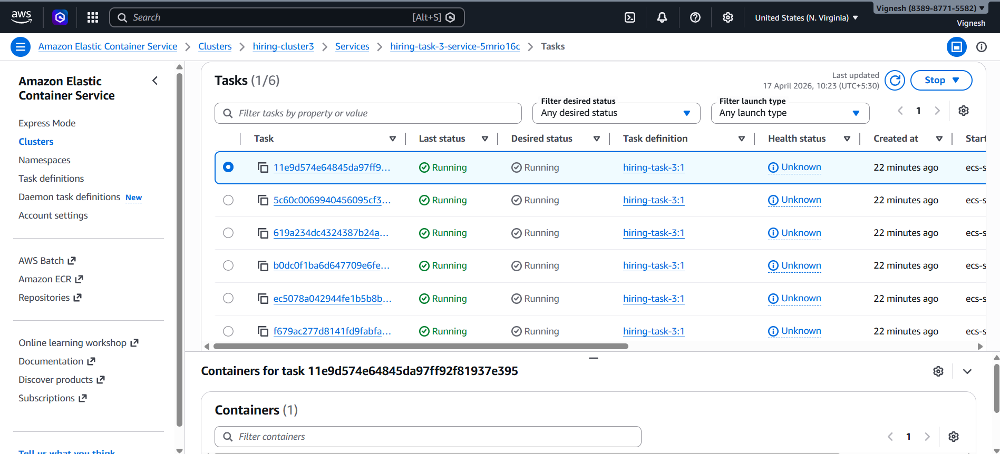 aws
Search [Alt+S]
United States (N. Virginia)
Vignesh (8389-8771-5582)
Vignesh
Amazon Elastic Container Service
Clusters
hiring-cluster3
Services
hiring-task-3-service-5mrio16c
Tasks
Amazon Elastic
Container Service
Express Mode
Clusters
Namespaces
Task definitions
Daemon task definitions New
Account settings
AWS Batch
Amazon ECR
Repositories
Online learning workshop
Documentation
Discover products
Subscriptions
Tell us what you think
Tasks (1/6)
Last updated
17 April 2026, 10:23 (UTC+5:30)
Stop
Filter tasks by property or value
Filter desired status
Any desired status
Filter launch type
Any launch type
1
Task Last status Desired status Task definition Health status Created at Start
11e9d574e64845da97ff9… Running Running hiring-task-3:1 Unknown 22 minutes ago ecs-s
5c60c0069940456095cf3… Running Running hiring-task-3:1 Unknown 22 minutes ago ecs-s
619a234dc4324387b24a… Running Running hiring-task-3:1 Unknown 22 minutes ago ecs-s
b0dc0f1ba6d647709e6fe… Running Running hiring-task-3:1 Unknown 22 minutes ago ecs-s
ec5078a042944fe1b5b8b… Running Running hiring-task-3:1 Unknown 22 minutes ago ecs-s
f679ac277d8141fd9fabfa… Running Running hiring-task-3:1 Unknown 22 minutes ago ecs-s
Containers for task 11e9d574e64845da97ff92f81937e395
Containers (1)
Filter containers
1